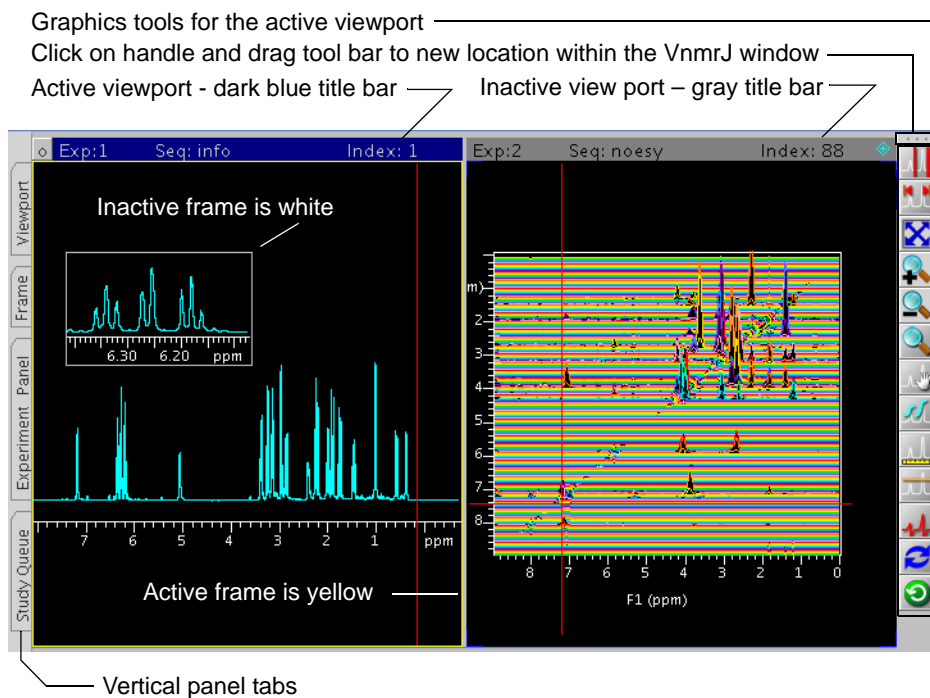 Graphics tools for the active viewport
Click on handle and drag tool bar to new location within the VnmrJ window
Active viewport - dark blue title bar
Inactive view port – gray title bar
o Exp:1 Seq: info Index: 1
Exp:2 Seq: noesy Index: 88
Viewport
Frame
Experiment Panel
Study Queue
Inactive frame is white
6.30 6.20 ppm
7 6 5 4 3 2 1 ppm
Active frame is yellow
m)
2
3
4
5
6
7
8
8 7 6 5 4 3 2 1 0
F1 (ppm)
Vertical panel tabs